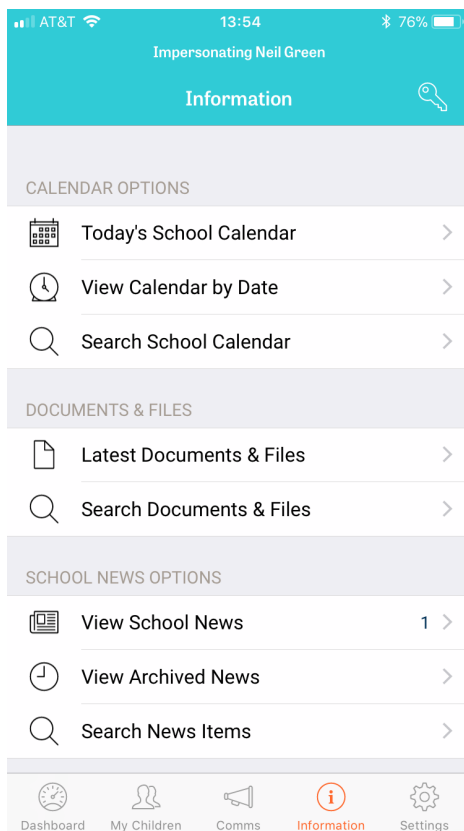 AT&T 13:54 76%
Impersonating Neil Green
Information
CALENDAR OPTIONS
Today's School Calendar
View Calendar by Date
Search School Calendar
DOCUMENTS & FILES
Latest Documents & Files
Search Documents & Files
SCHOOL NEWS OPTIONS
View School News 1
View Archived News
Search News Items
Dashboard My Children Comms Information Settings